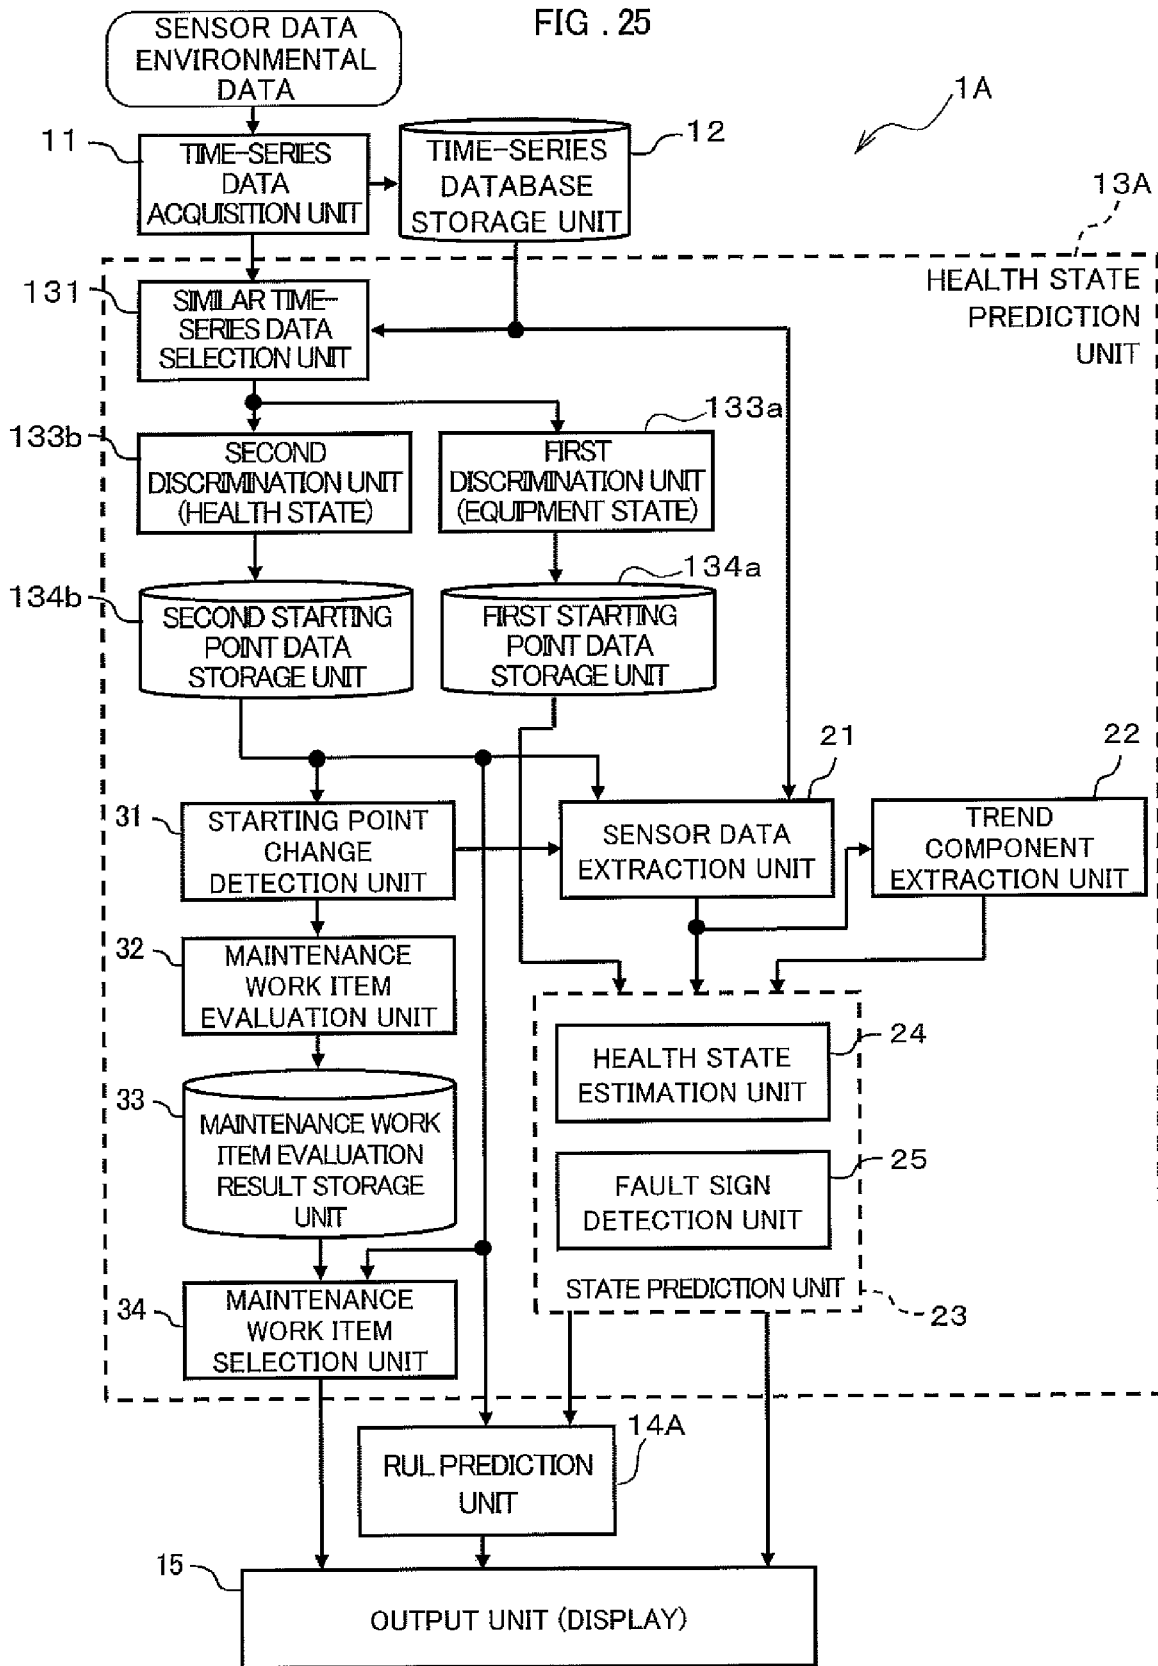 FIG . 25
SENSOR DATA
ENVIRONMENTAL
DATA
1A
11
TIME-SERIES
DATA
ACQUISITION UNIT
12
TIME-SERIES
DATABASE
STORAGE UNIT
13A
HEALTH STATE
PREDICTION
UNIT
131
SIMILAR TIME-
SERIES DATA
SELECTION UNIT
133b
SECOND
DISCRIMINATION UNIT
(HEALTH STATE)
133a
FIRST
DISCRIMINATION UNIT
(EQUIPMENT STATE)
134b
SECOND STARTING
POINT DATA
STORAGE UNIT
134a
FIRST STARTING
POINT DATA
STORAGE UNIT
31
STARTING POINT
CHANGE
DETECTION UNIT
21
SENSOR DATA
EXTRACTION UNIT
22
TREND
COMPONENT
EXTRACTION UNIT
32
MAINTENANCE
WORK ITEM
EVALUATION UNIT
24
HEALTH STATE
ESTIMATION UNIT
33
MAINTENANCE WORK
ITEM EVALUATION
RESULT STORAGE
UNIT
25
FAULT SIGN
DETECTION UNIT
STATE PREDICTION UNIT
23
34
MAINTENANCE
WORK ITEM
SELECTION UNIT
14A
RUL PREDICTION
UNIT
15
OUTPUT UNIT (DISPLAY)